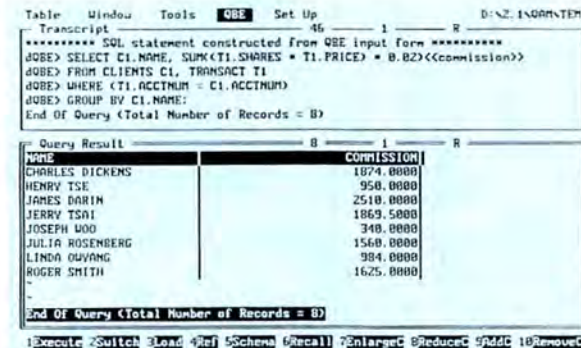 Table Window Tools QBE Set Up D:\Z.1\QAM\TEM
Transcript 46 1 R
********** SQL statement constructed from QBE input form **********
dQBE> SELECT C1.NAME, SUM(T1.SHARES * T1.PRICE) * 0.02)<<commission>>
dQBE> FROM CLIENTS C1, TRANSACT T1
dQBE> WHERE (T1.ACCTNUM = C1.ACCTNUM)
dQBE> GROUP BY C1.NAME;
End Of Query (Total Number of Records = 8)
Query Result 8 1 R
NAME COMMISSION
CHARLES DICKENS 1874.0000
HENRY TSE 950.0000
JAMES DARIN 2510.0000
JERRY TSAI 1869.5000
JOSEPH WOO 340.0000
JULIA ROSENBERG 1560.0000
LINDA OUYANG 984.0000
ROGER SMITH 1625.0000
~
~
End Of Query (Total Number of Records = 8)
1Execute 2Switch 3Load 4Ref 5Schema 6Recall 7EnlargeC 8ReduceC 9AddC 10RemoveC